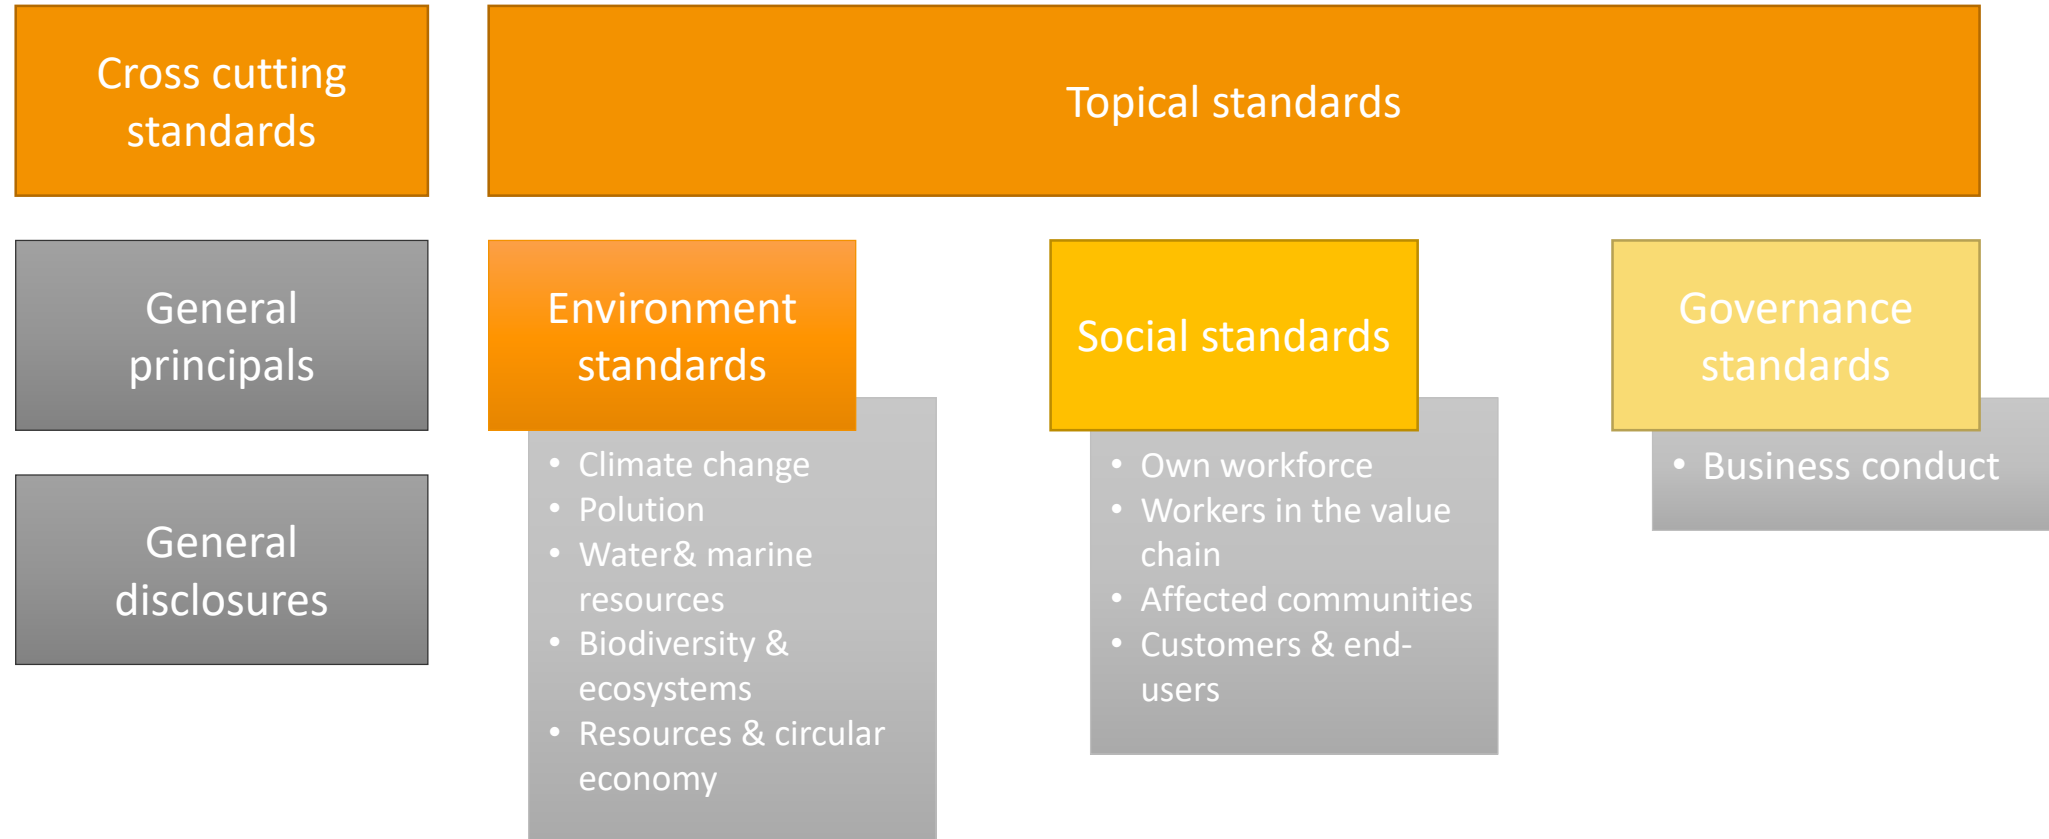 Cross cutting
standards
Topical standards
General
principals
General
disclosures
Environment
standards
• Climate change
• Polution
• Water& marine
resources
• Biodiversity &
ecosystems
• Resources & circular
economy
Social standards
• Own workforce
• Workers in the value
chain
• Affected communities
• Customers & end-
users
Governance
standards
• Business conduct